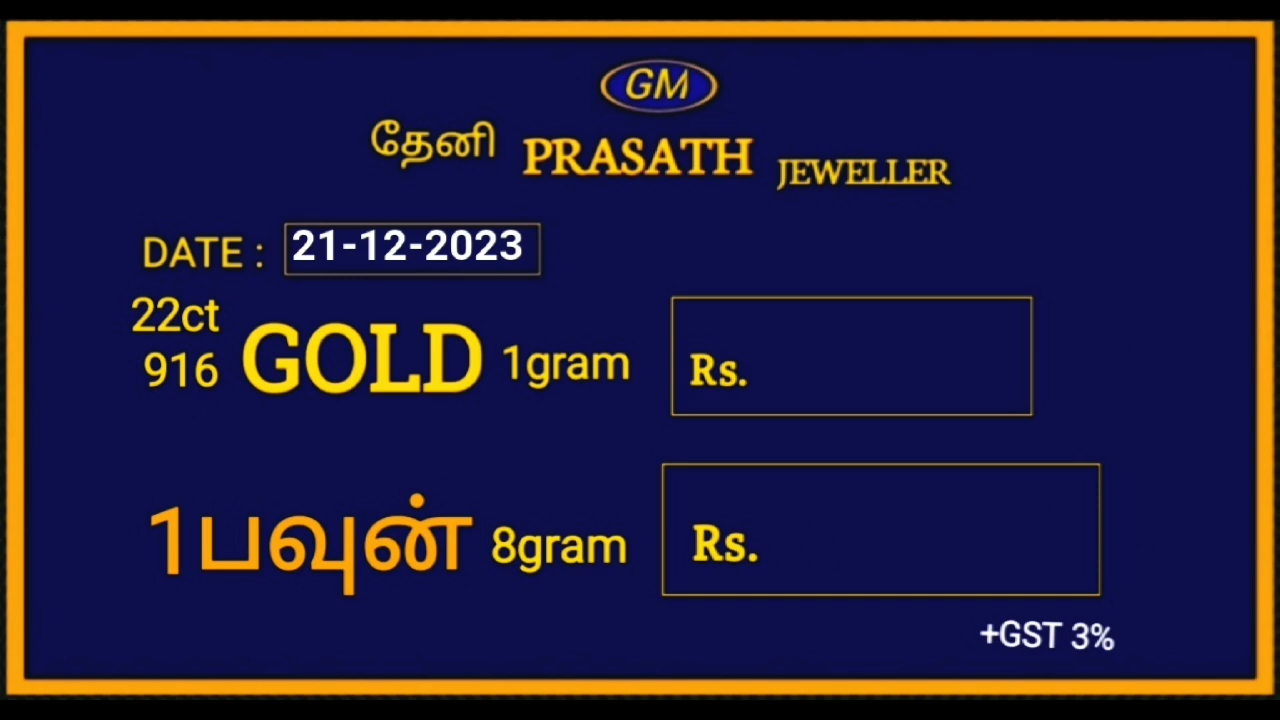 GM
தேனி PRASATH JEWELLER
DATE : 21-12-2023
22ct
916 GOLD 1gram Rs.
1பவுன் 8gram Rs.
+GST 3%